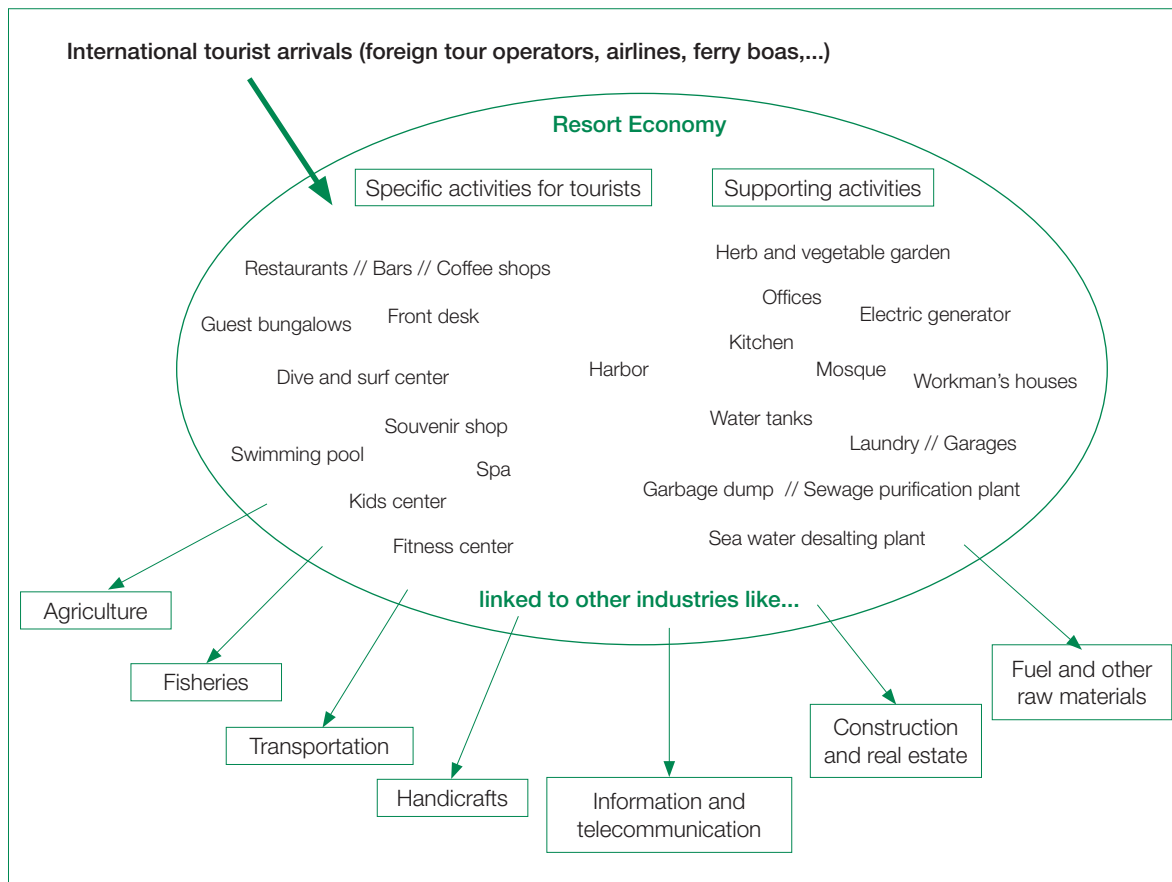 International tourist arrivals (foreign tour operators, airlines, ferry boas,...)
Resort Economy
Specific activities for tourists
Supporting activities
Restaurants // Bars // Coffee shops
Guest bungalows
Front desk
Dive and surf center
Souvenir shop
Swimming pool
Spa
Kids center
Fitness center
Harbor
Herb and vegetable garden
Offices
Electric generator
Kitchen
Mosque
Workman's houses
Water tanks
Laundry // Garages
Garbage dump // Sewage purification plant
Sea water desalting plant
linked to other industries like...
Agriculture
Fisheries
Transportation
Handicrafts
Information and
telecommunication
Construction
and real estate
Fuel and other
raw materials